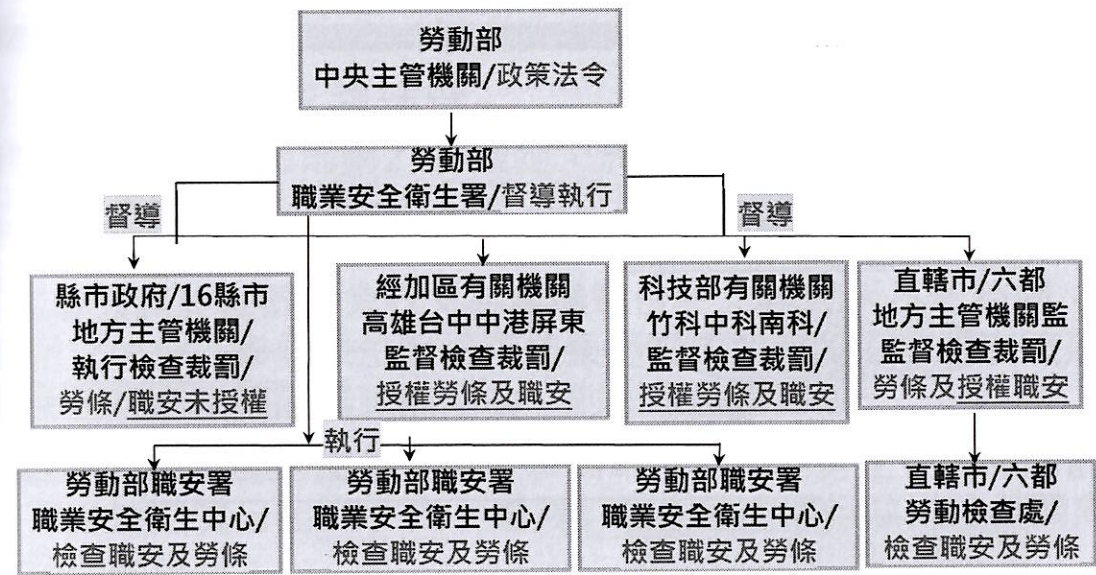 勞動部
中央主管機關/政策法令
勞動部
職業安全衛生署/督導執行
督導
督導
縣市政府/16縣市
地方主管機關/
執行檢查裁罰/
勞條/職安未授權
經加區有關機關
高雄台中中港屏東
監督檢查裁罰/
授權勞條及職安
科技部有關機關
竹科中科南科/
監督檢查裁罰/
授權勞條及職安
直轄市/六都
地方主管機關監
監督檢查裁罰/
勞條及授權職安
執行
勞動部職安署
職業安全衛生中心/
檢查職安及勞條
勞動部職安署
職業安全衛生中心/
檢查職安及勞條
勞動部職安署
職業安全衛生中心/
檢查職安及勞條
直轄市/六都
勞動檢查處/
檢查職安及勞條